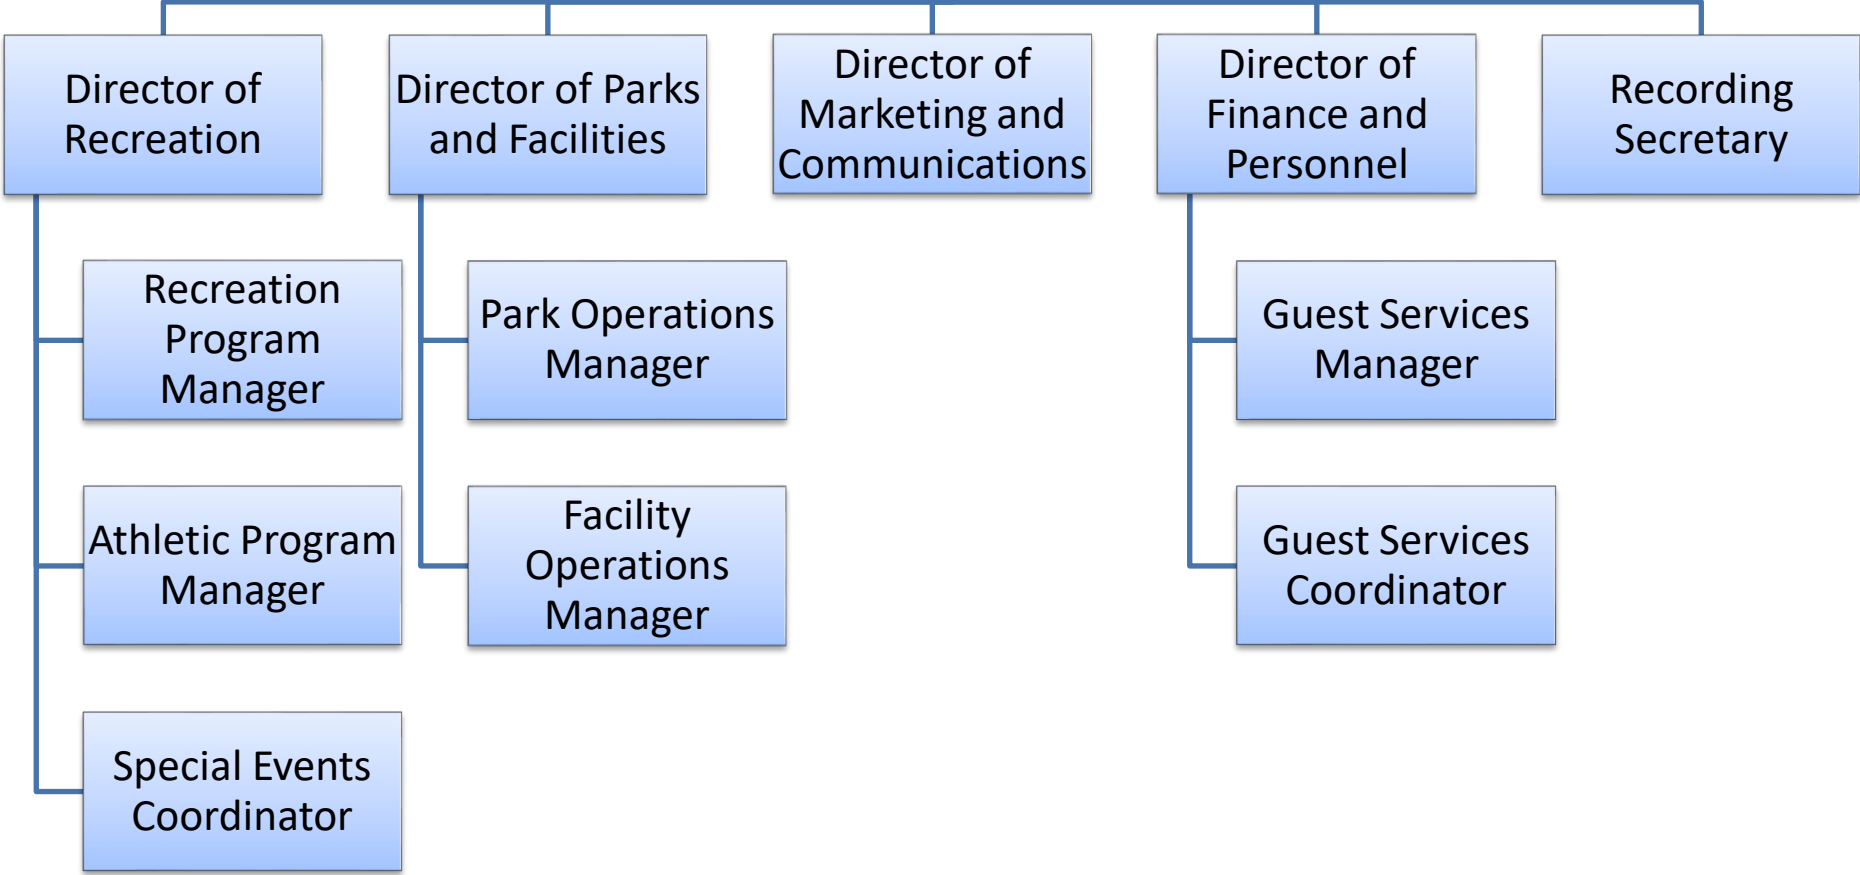 Director of
Recreation
Director of Parks
and Facilities
Director of
Marketing and
Communications
Director of
Finance and
Personnel
Recording
Secretary
Recreation
Program
Manager
Park Operations
Manager
Guest Services
Manager
Athletic Program
Manager
Facility
Operations
Manager
Guest Services
Coordinator
Special Events
Coordinator